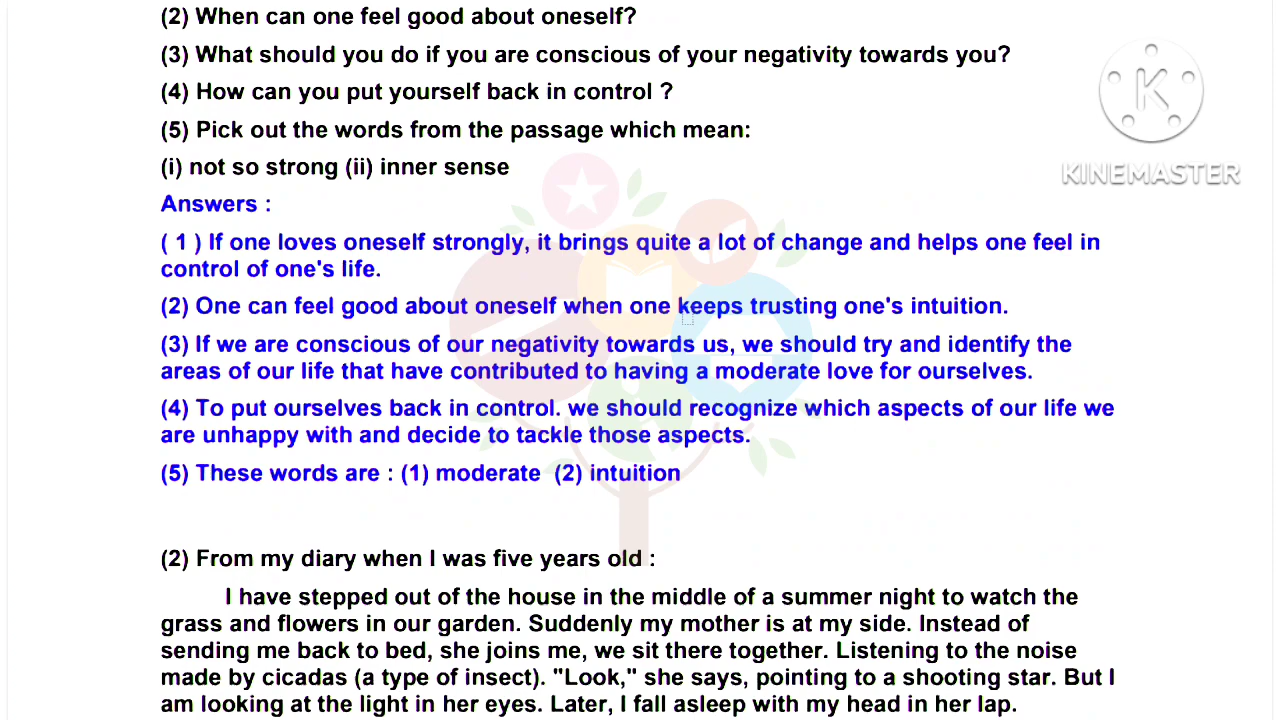 (2) When can one feel good about oneself?
(3) What should you do if you are conscious of your negativity towards you?
(4) How can you put yourself back in control ?
(5) Pick out the words from the passage which mean:
(i) not so strong (ii) inner sense
Answers :
( 1 ) If one loves oneself strongly, it brings quite a lot of change and helps one feel in
control of one's life.
(2) One can feel good about oneself when one keeps trusting one's intuition.
(3) If we are conscious of our negativity towards us, we should try and identify the
areas of our life that have contributed to having a moderate love for ourselves.
(4) To put ourselves back in control. we should recognize which aspects of our life we
are unhappy with and decide to tackle those aspects.
(5) These words are : (1) moderate (2) intuition
(2) From my diary when I was five years old :
I have stepped out of the house in the middle of a summer night to watch the
grass and flowers in our garden. Suddenly my mother is at my side. Instead of
sending me back to bed, she joins me, we sit there together. Listening to the noise
made by cicadas (a type of insect). "Look," she says, pointing to a shooting star. But I
am looking at the light in her eyes. Later, I fall asleep with my head in her lap.
K
KINEMASTER